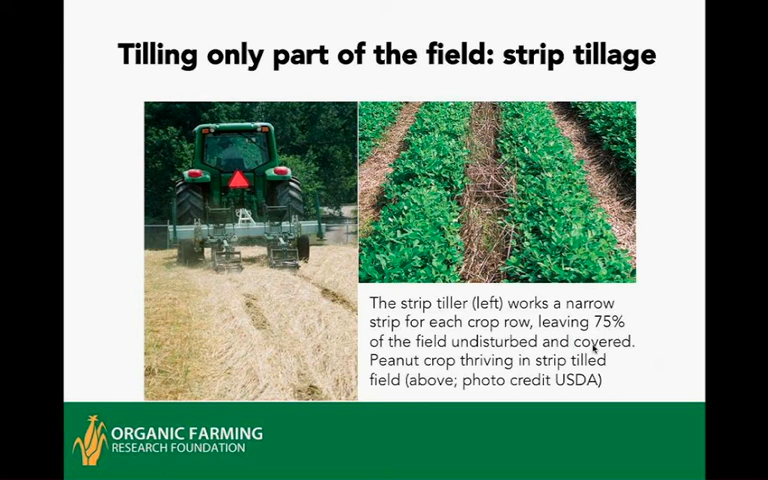 Tilling only part of the field: strip tillage
The strip tiller (left) works a narrow
strip for each crop row, leaving 75%
of the field undisturbed and covered.
Peanut crop thriving in strip tilled
field (above; photo credit USDA)
ORGANIC FARMING
RESEARCH FOUNDATION